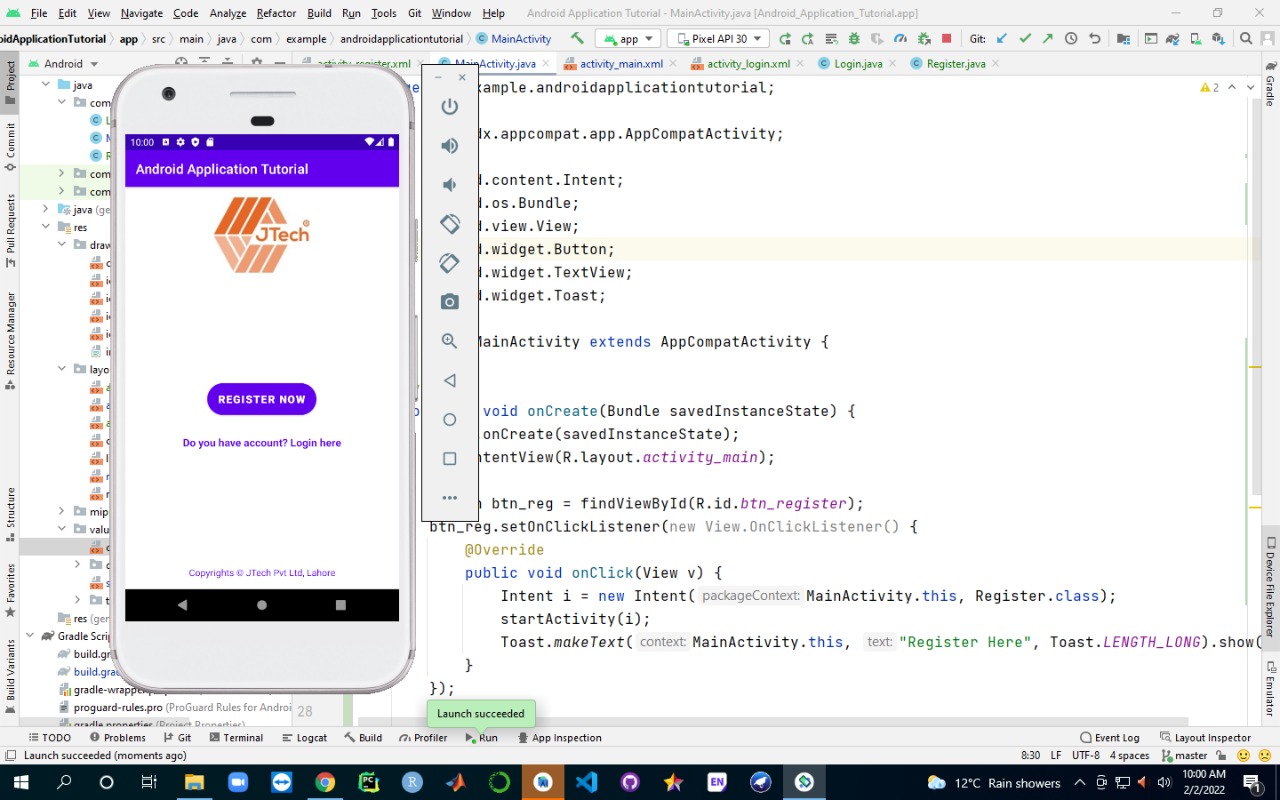 File Edit View Navigate Code Analyze Refactor Build Run Tools Git Window Help Android Application Tutorial - MainActivity.java [Android_Application_Tutorial.app]
oidApplicationTutorial app src main java com example androidapplicationtutorial MainActivity app Pixel API 30 Git:
Android activity_register.xml MainActivity.java activity_main.xml activity_login.xml Login.java Register.java
Project
Commit
Pull Requests
Resource Manager
Structure
Favorites
Build Variants
java
com
com
com
java (ge
res
draw
layo
mip
valu
res (ger
Gradle Scrip
build.gr
build.gra
gradle-wrapper.pr
proguard-rules.pro (ProGuard Rules for Androi
gradle.properties (Project Properties)
10:00
Android Application Tutorial
JTech®
REGISTER NOW
Do you have account? Login here
Copyrights © JTech Pvt Ltd, Lahore
ge example.androidapplicationtutorial;
dx.appcompat.app.AppCompatActivity;
d.content.Intent;
d.os.Bundle;
d.view.View;
d.widget.Button;
d.widget.TextView;
d.widget.Toast;
MainActivity extends AppCompatActivity {
void onCreate(Bundle savedInstanceState) {
onCreate(savedInstanceState);
ntentView(R.layout.activity_main);
n btn_reg = findViewById(R.id.btn_register);
btn_reg.setOnClickListener(new View.OnClickListener() {
@Override
public void onClick(View v) {
Intent i = new Intent( packageContext: MainActivity.this, Register.class);
startActivity(i);
Toast.makeText( context: MainActivity.this, text: "Register Here", Toast.LENGTH_LONG).show(
}
});
28
2
Gradle
Device File Explorer
Emulator
Launch succeeded
TODO Problems Git Terminal Logcat Build Profiler Run App Inspection Event Log Layout Inspector
Launch succeeded (moments ago) 8:30 LF UTF-8 4 spaces master
12°C Rain showers 10:00 AM
2/2/2022
EN
1